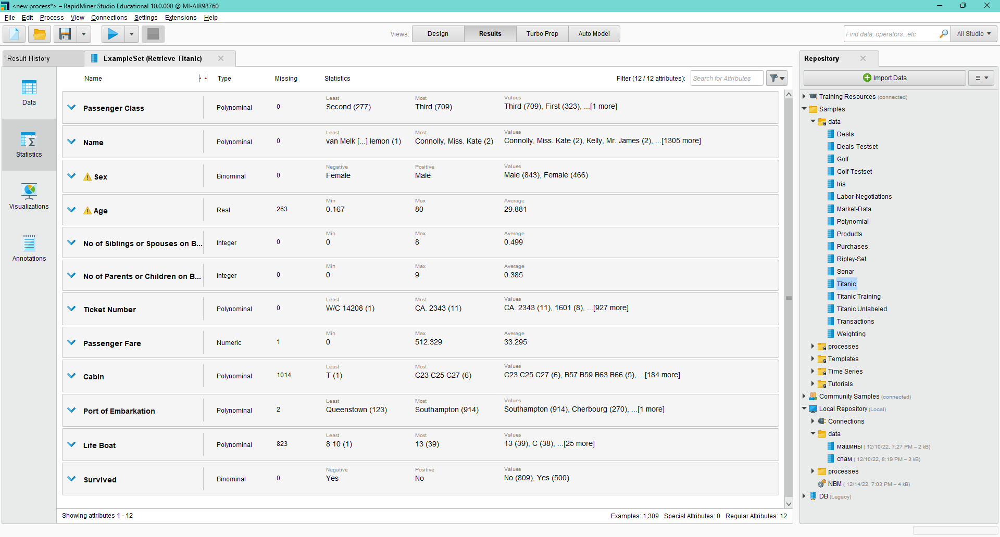 <new process*> – RapidMiner Studio Educational 10.0.000 @ MI-AIR98760
File Edit Process View Connections Settings Extensions Help
Views: Design Results Turbo Prep Auto Model
Find data, operators...etc All Studio
Result History
ExampleSet (Retrieve Titanic)
Data
Statistics
Visualizations
Annotations
Name Type Missing Statistics
Filter (12 / 12 attributes): Search for Attributes
Least Most Values
Passenger Class Polynominal 0 Second (277) Third (709) Third (709), First (323), ...[1 more]
Least Most Values
Name Polynominal 0 van Melk [...] lemon (1) Connolly, Miss. Kate (2) Connolly, Miss. Kate (2), Kelly, Mr. James (2), ...[1305 more]
Negative Positive Values
Sex Binominal 0 Female Male Male (843), Female (466)
Min Max Average
Age Real 263 0.167 80 29.881
Min Max Average
No of Siblings or Spouses on B... Integer 0 0 8 0.499
Min Max Average
No of Parents or Children on B... Integer 0 0 9 0.385
Least Most Values
Ticket Number Polynominal 0 W/C 14208 (1) CA. 2343 (11) CA. 2343 (11), 1601 (8), ...[927 more]
Min Max Average
Passenger Fare Numeric 1 0 512.329 33.295
Least Most Values
Cabin Polynominal 1014 T (1) C23 C25 C27 (6) C23 C25 C27 (6), B57 B59 B63 B66 (5), ...[184 more]
Least Most Values
Port of Embarkation Polynominal 2 Queenstown (123) Southampton (914) Southampton (914), Cherbourg (270), ...[1 more]
Least Most Values
Life Boat Polynominal 823 8 10 (1) 13 (39) 13 (39), C (38), ...[25 more]
Negative Positive Values
Survived Binominal 0 Yes No No (809), Yes (500)
Showing attributes 1 - 12
Examples: 1,309 Special Attributes: 0 Regular Attributes: 12
Repository
Import Data
Training Resources (connected)
Samples
data
Deals
Deals-Testset
Golf
Golf-Testset
Iris
Labor-Negotiations
Market-Data
Polynomial
Products
Purchases
Ripley-Set
Sonar
Titanic
Titanic Training
Titanic Unlabeled
Transactions
Weighting
processes
Templates
Time Series
Tutorials
Community Samples (connected)
Local Repository (Local)
Connections
data
машины ( 12/10/22, 7:27 PM – 2 kB)
спам ( 12/10/22, 8:19 PM – 3 kB)
processes
NBM ( 12/14/22, 7:03 PM – 4 kB)
DB (Legacy)